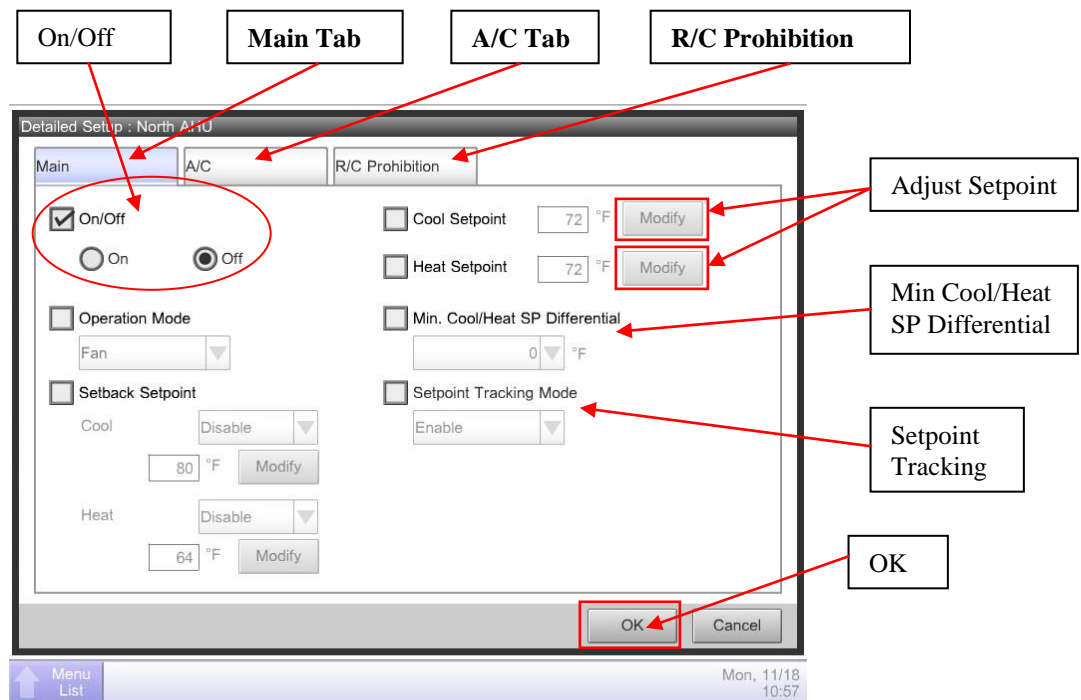 On/Off
Main Tab
A/C Tab
R/C Prohibition
Detailed Setup : North AHU
Main
A/C
R/C Prohibition
On/Off
On
Off
Cool Setpoint
72 °F
Modify
Heat Setpoint
72 °F
Modify
Adjust Setpoint
Operation Mode
Fan
Min. Cool/Heat SP Differential
0 °F
Min Cool/Heat
SP Differential
Setback Setpoint
Cool
Disable
80 °F
Modify
Heat
Disable
64 °F
Modify
Setpoint Tracking Mode
Enable
Setpoint
Tracking
OK
OK
Cancel
Menu
List
Mon, 11/18
10:57